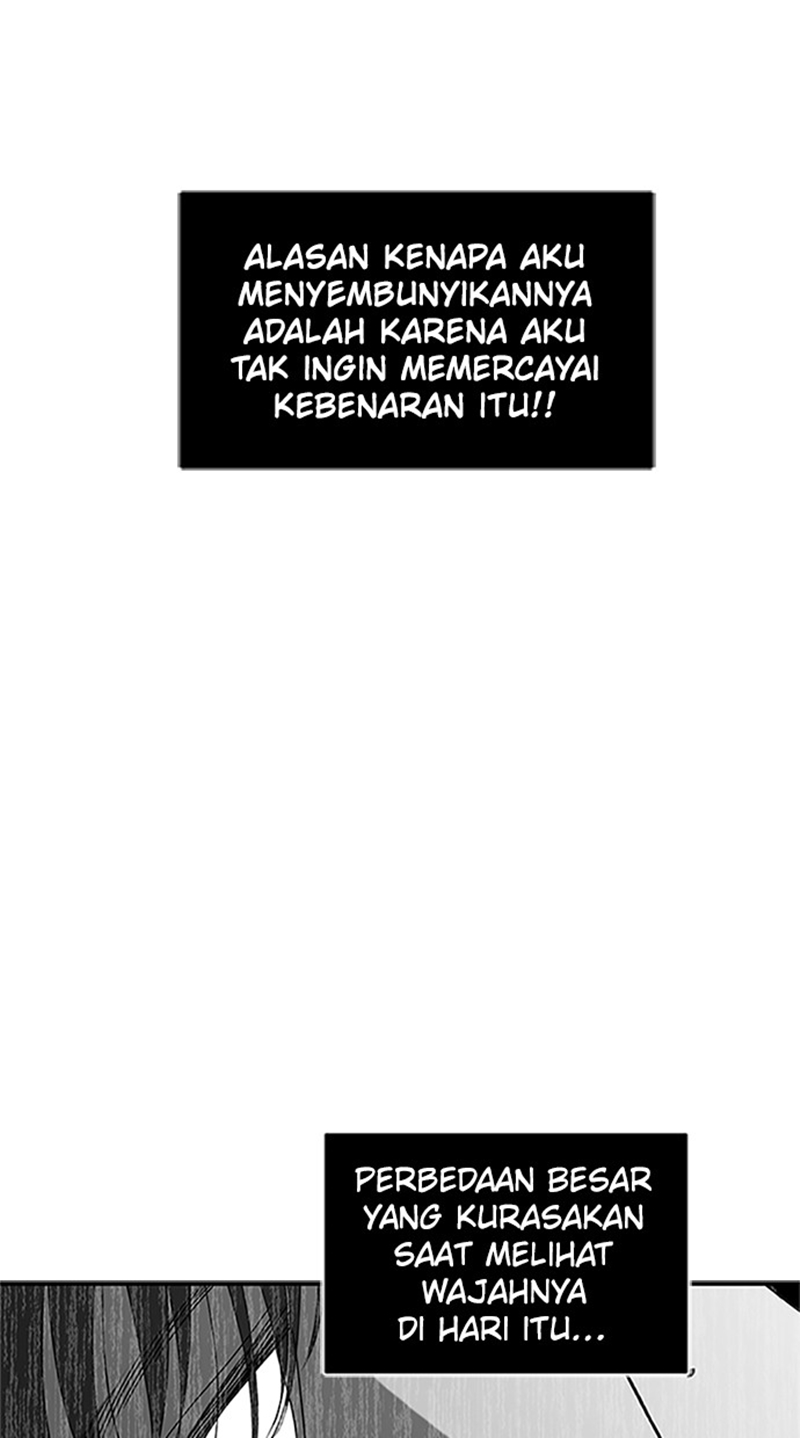 ALASAN KENAPA AKU
MENYEMBUNYIKANNYA
ADALAH KARENA AKU
TAK INGIN MEMERCAYAI
KEBENARAN ITU!!
PERBEDAAN BESAR
YANG KURASAKAN
SAAT MELIHAT
WAJAHNYA
DI HARI ITU...